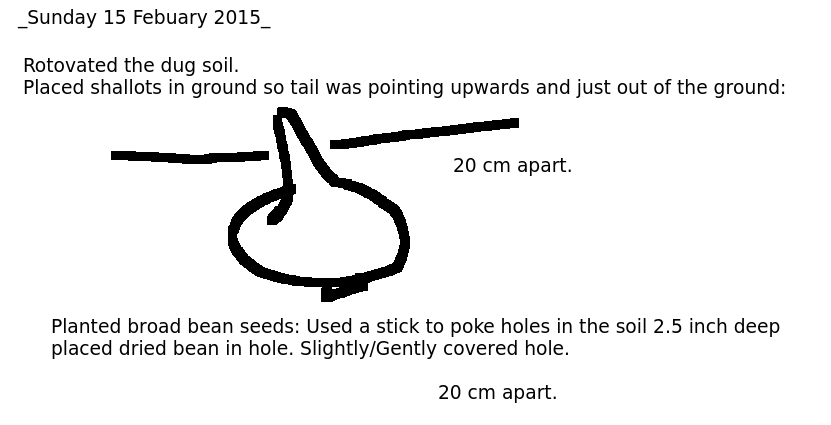 _Sunday 15 Febuary 2015_
Rotovated the dug soil.
Placed shallots in ground so tail was pointing upwards and just out of the ground:
20 cm apart.
Planted broad bean seeds: Used a stick to poke holes in the soil 2.5 inch deep
placed dried bean in hole. Slightly/Gently covered hole.
20 cm apart.